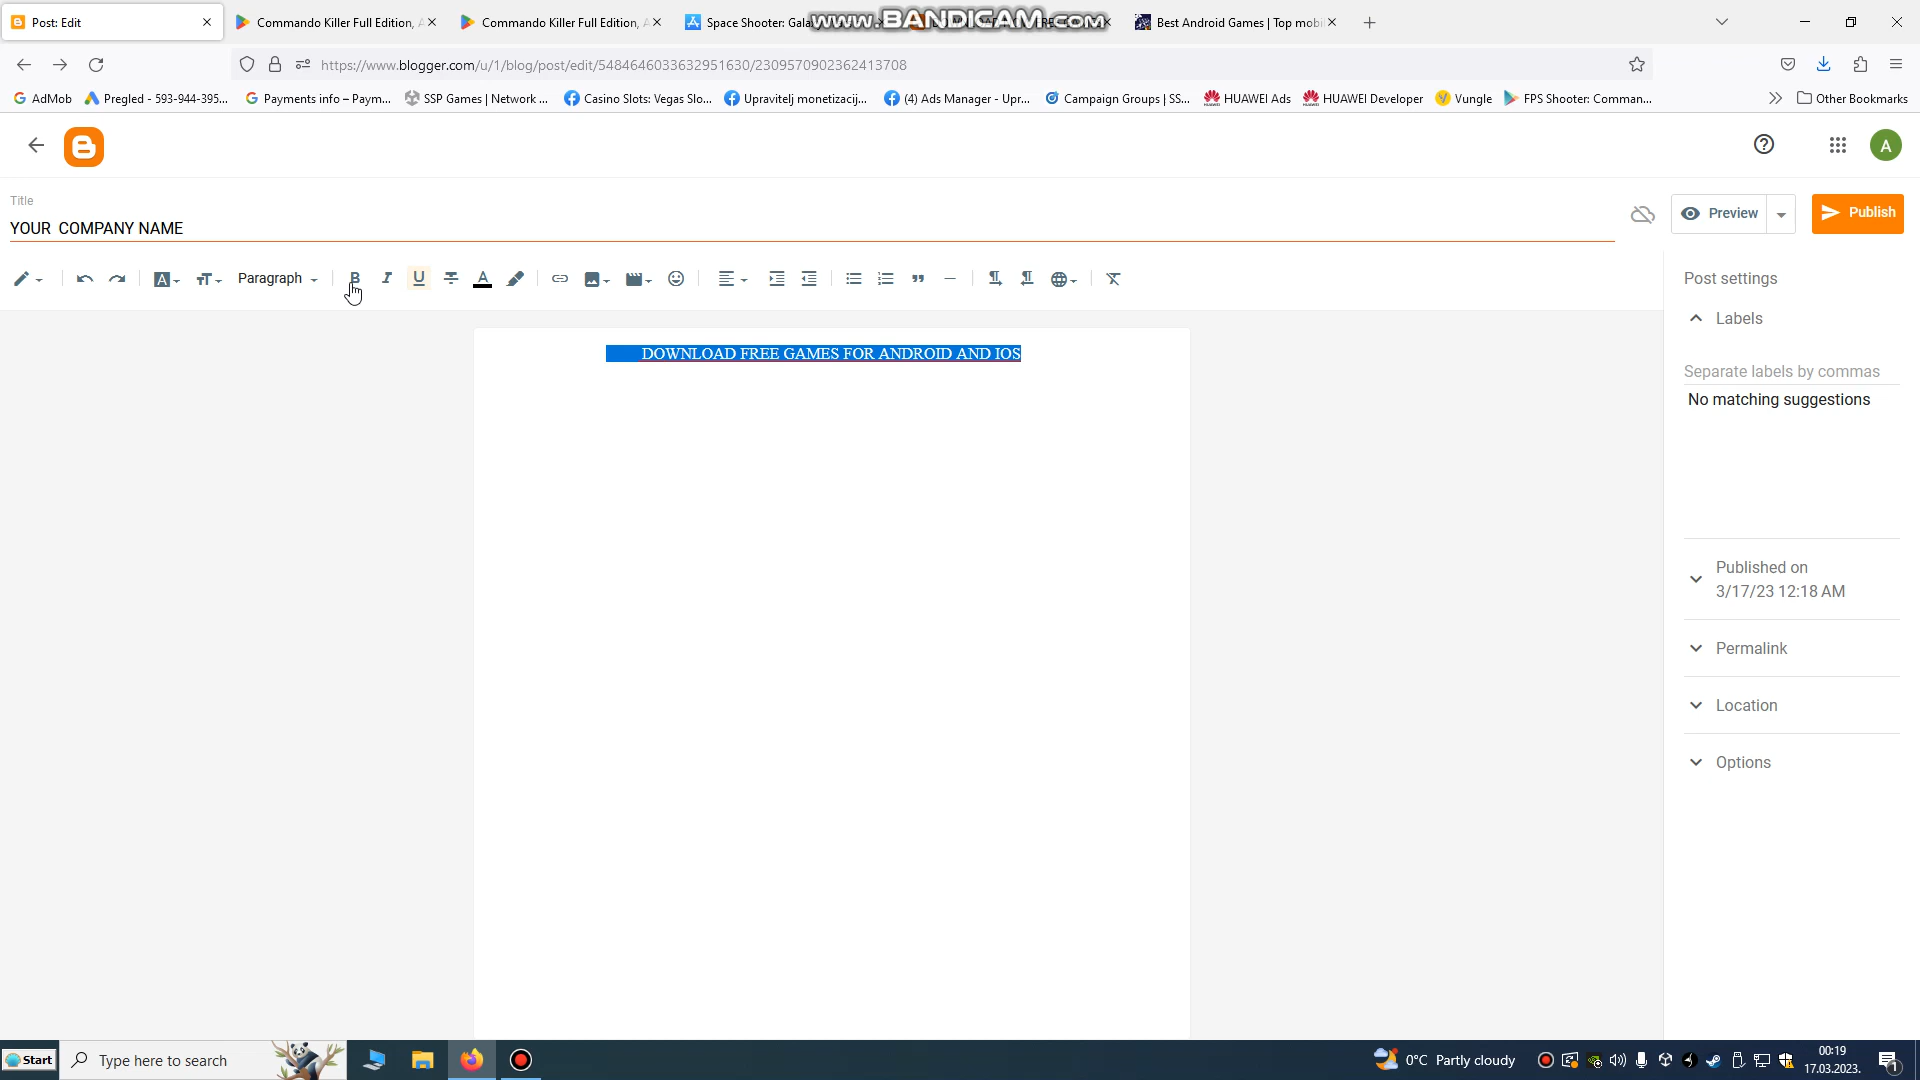 Post: Edit
Commando Killer Full Edition, A
Commando Killer Full Edition, A
Space Shooter: Gala
www.BANDICAM.com
Best Android Games | Top mobi
https://www.blogger.com/u/1/blog/post/edit/5484646033632951630/2309570902362413708
AdMob
Pregled - 593-944-395...
Payments info – Paym...
SSP Games | Network ...
Casino Slots: Vegas Slo...
Upravitelj monetizacij...
(4) Ads Manager - Upr...
Campaign Groups | SS...
HUAWEI Ads
HUAWEI Developer
Vungle
FPS Shooter: Comman...
Other Bookmarks
A
Title
YOUR  COMPANY NAME
Preview
Publish
Paragraph
Post settings
DOWNLOAD FREE GAMES FOR ANDROID AND IOS
Labels
Separate labels by commas
No matching suggestions
Published on
3/17/23 12:18 AM
Permalink
Location
Options
Start
Type here to search
0°C Partly cloudy
00:19
17.03.2023.
1